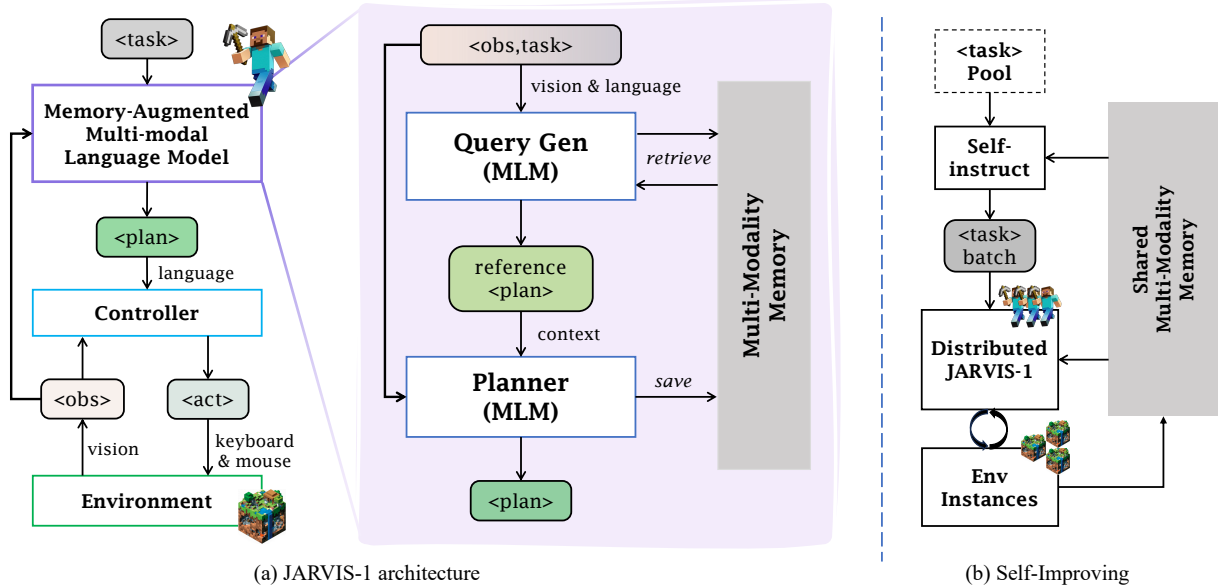 <task>
Memory-Augmented
Multi-modal
Language Model
<plan>
language
Controller
<obs>
<act>
vision
keyboard
& mouse
Environment
<obs,task>
vision & language
Query Gen
(MLM)
retrieve
reference
<plan>
context
Planner
(MLM)
save
<plan>
Multi-Modality
Memory
(a) JARVIS-1 architecture
<task>
Pool
Self-
instruct
<task>
batch
Distributed
JARVIS-1
Env
Instances
Shared
Multi-Modality
Memory
(b) Self-Improving